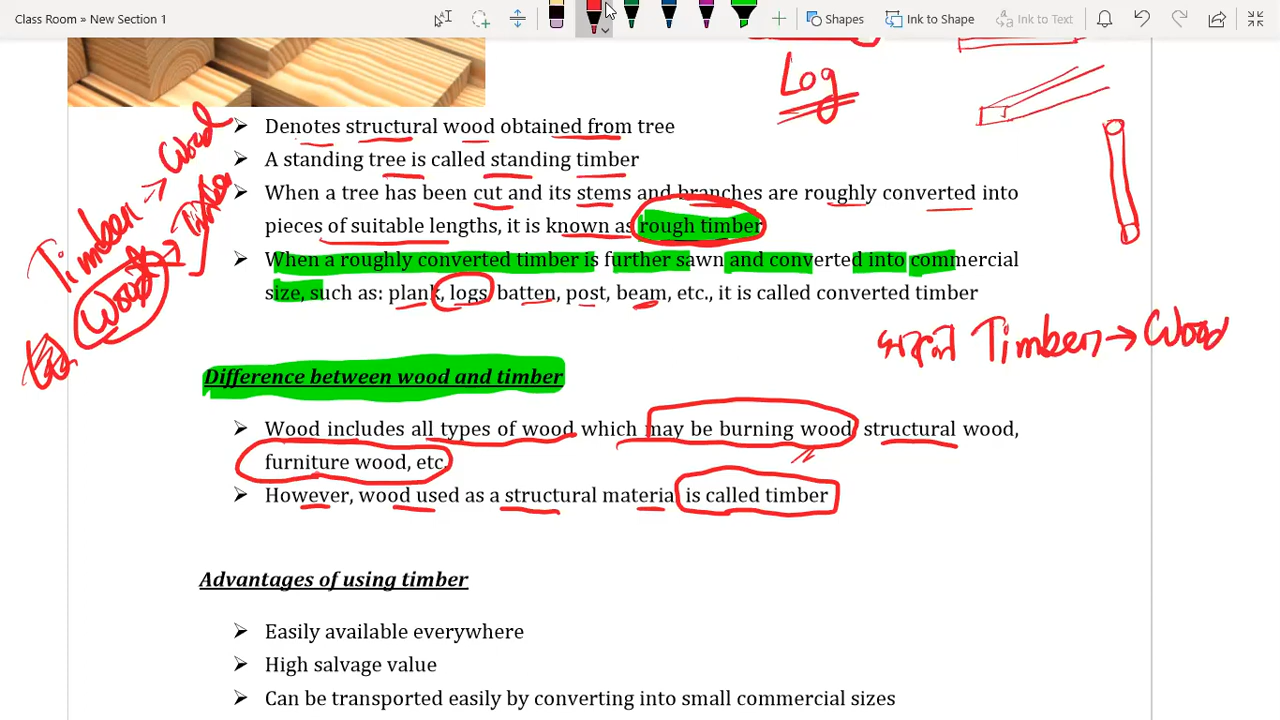 Class Room » New Section 1
Shapes
Ink to Shape
Ink to Text
Log
Denotes structural wood obtained from tree
A standing tree is called standing timber
When a tree has been cut and its stems and branches are roughly converted into
pieces of suitable lengths, it is known as rough timber
When a roughly converted timber is further sawn and converted into commercial
size, such as: plank, logs, batten, post, beam, etc., it is called converted timber
Timber → Wood
Wood → Timber
Timber → Wood
Difference between wood and timber
Wood includes all types of wood which may be burning wood, structural wood,
furniture wood, etc.
However, wood used as a structural material is called timber
Advantages of using timber
Easily available everywhere
High salvage value
Can be transported easily by converting into small commercial sizes